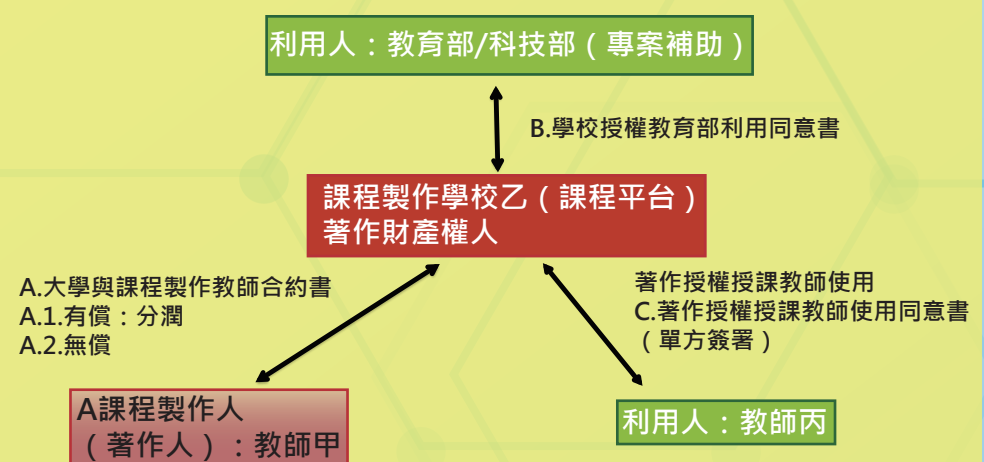 利用人：教育部/科技部（專案補助）
B.學校授權教育部利用同意書
課程製作學校乙（課程平台）
著作財產權人
A.大學與課程製作教師合約書
A.1.有償：分潤
A.2.無償
著作授權授課教師使用
C.著作授權授課教師使用同意書
（單方簽署）
A課程製作人
（著作人）：教師甲
利用人：教師丙